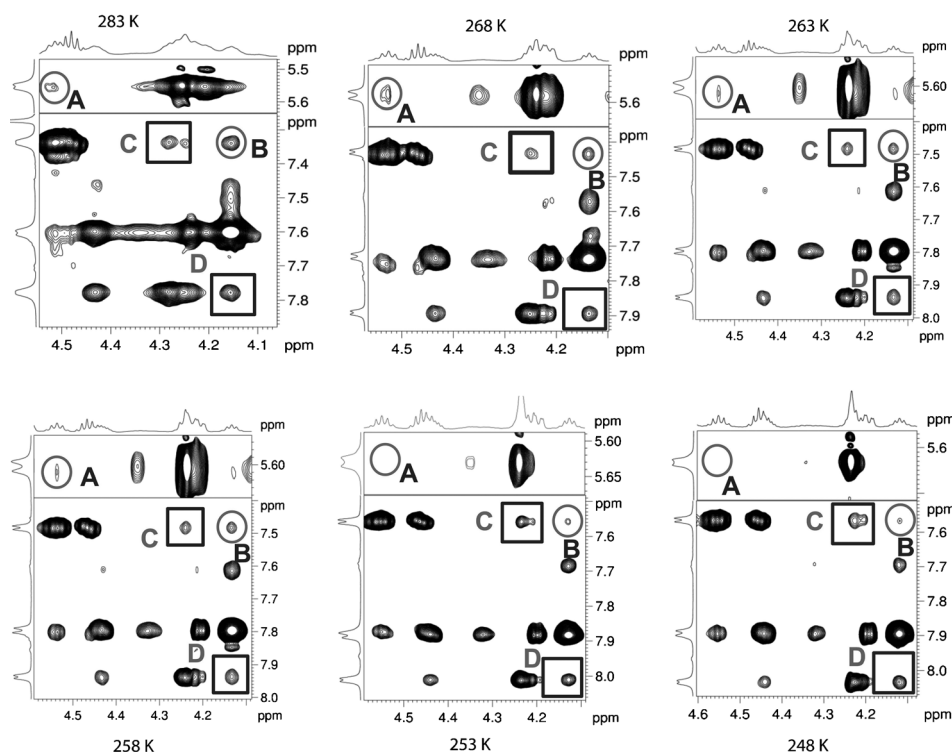 283 K
ppm
5.5
5.6
A
C
B
ppm
7.4
7.5
7.6
7.7
7.8
D
4.5 4.4 4.3 4.2 4.1 ppm
268 K
ppm
5.6
A
C
B
ppm
7.4
7.5
7.6
7.7
7.8
7.9
D
4.5 4.4 4.3 4.2 ppm
263 K
ppm
5.60
A
C
B
ppm
7.4
7.5
7.6
7.7
7.8
7.9
8.0
D
4.5 4.4 4.3 4.2 ppm
ppm
5.60
A
C
B
ppm
7.5
7.6
7.7
7.8
7.9
8.0
D
4.5 4.4 4.3 4.2 ppm
258 K
ppm
5.60
5.65
A
C
B
ppm
7.6
7.7
7.8
7.9
8.0
D
4.5 4.4 4.3 4.2 ppm
253 K
ppm
5.6
A
C
B
ppm
7.6
7.7
7.8
7.9
8.0
D
4.6 4.5 4.4 4.3 4.2 ppm
248 K